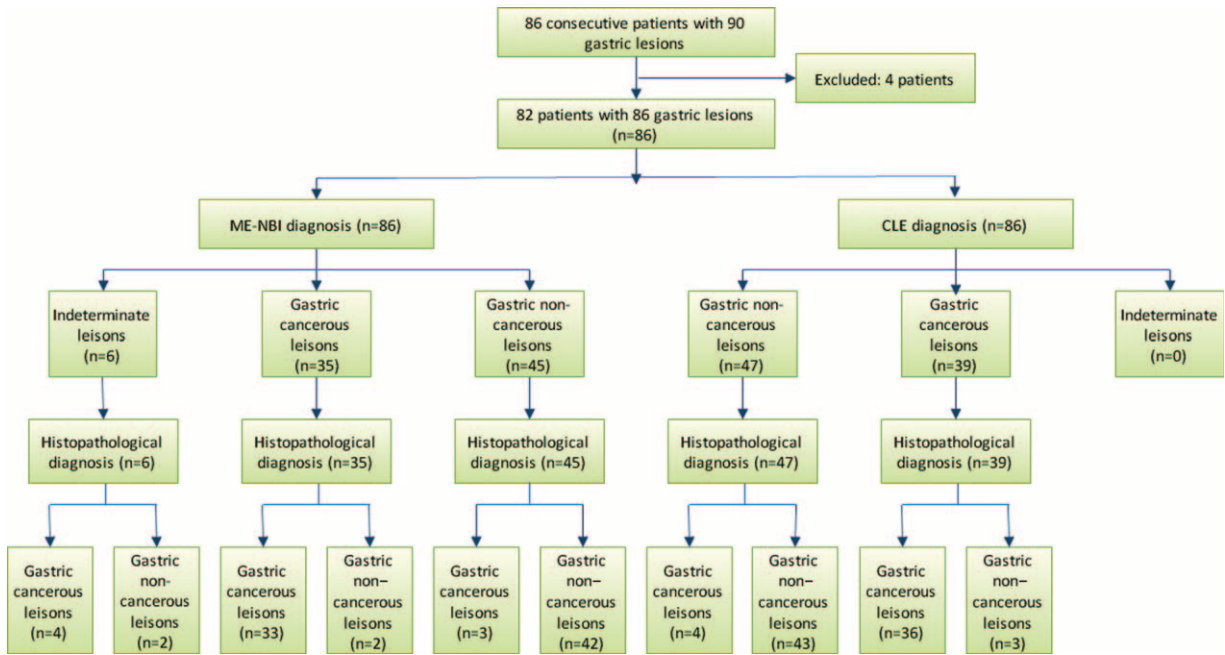 86 consecutive patients with 90
gastric lesions
Excluded: 4 patients
82 patients with 86 gastric lesions
(n=86)
ME-NBI diagnosis (n=86)
CLE diagnosis (n=86)
Indeterminate
leisons
(n=6)
Gastric
cancerous
leisons
(n=35)
Gastric non-
cancerous
leisons
(n=45)
Gastric non-
cancerous
leisons
(n=47)
Gastric
cancerous
leisons
(n=39)
Indeterminate
leisons
(n=0)
Histopathological
diagnosis (n=6)
Histopathological
diagnosis (n=35)
Histopathological
diagnosis (n=45)
Histopathological
diagnosis (n=47)
Histopathological
diagnosis (n=39)
Gastric
cancerous
leisons
(n=4)
Gastric
non-
cancerous
leisons
(n=2)
Gastric
cancerous
leisons
(n=33)
Gastric
non–
cancerous
leisons
(n=2)
Gastric
cancerous
leisons
(n=3)
Gastric
non–
cancerous
leisons
(n=42)
Gastric
cancerous
leisons
(n=4)
Gastric
non–
cancerous
leisons
(n=43)
Gastric
cancerous
leisons
(n=36)
Gastric
non–
cancerous
leisons
(n=3)